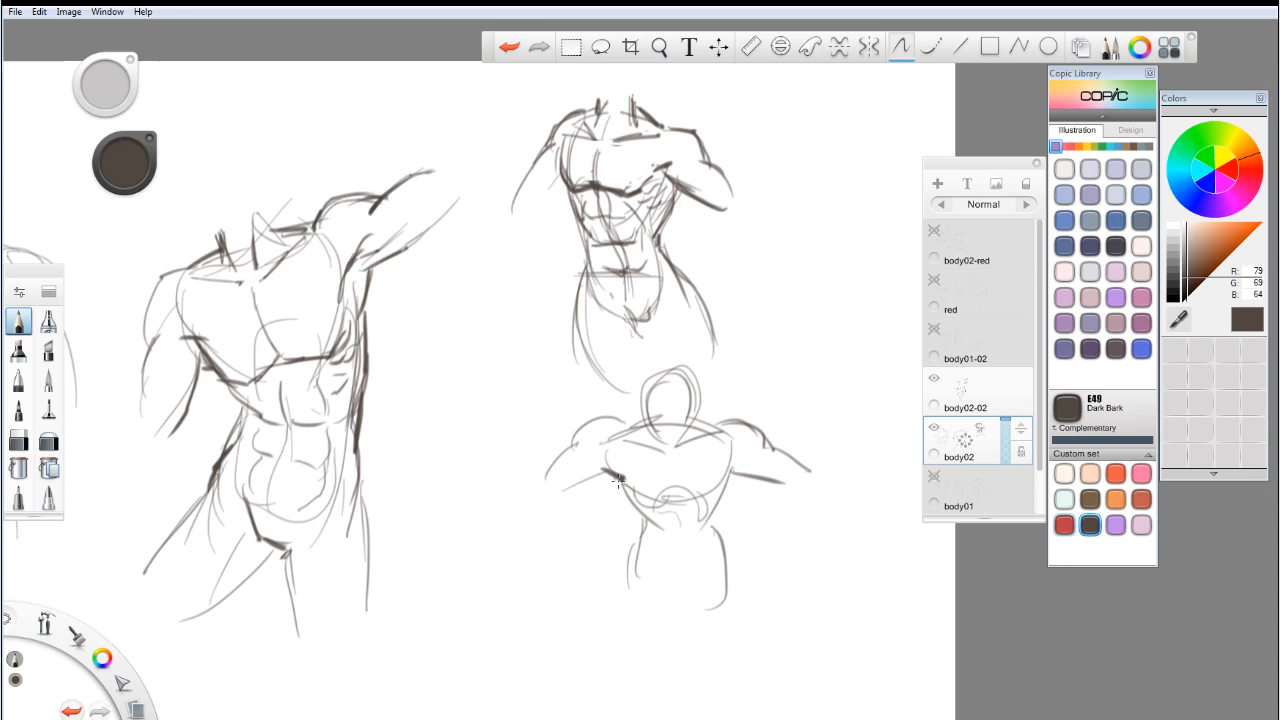 File Edit Image Window Help
T
Copic Library
COPIC
Illustration Design
Colors
R: 79
G: 69
B: 64
T
Normal
body02-red
red
body01-02
body02-02
body02
body01
E49
Dark Bark
Complementary
Custom set